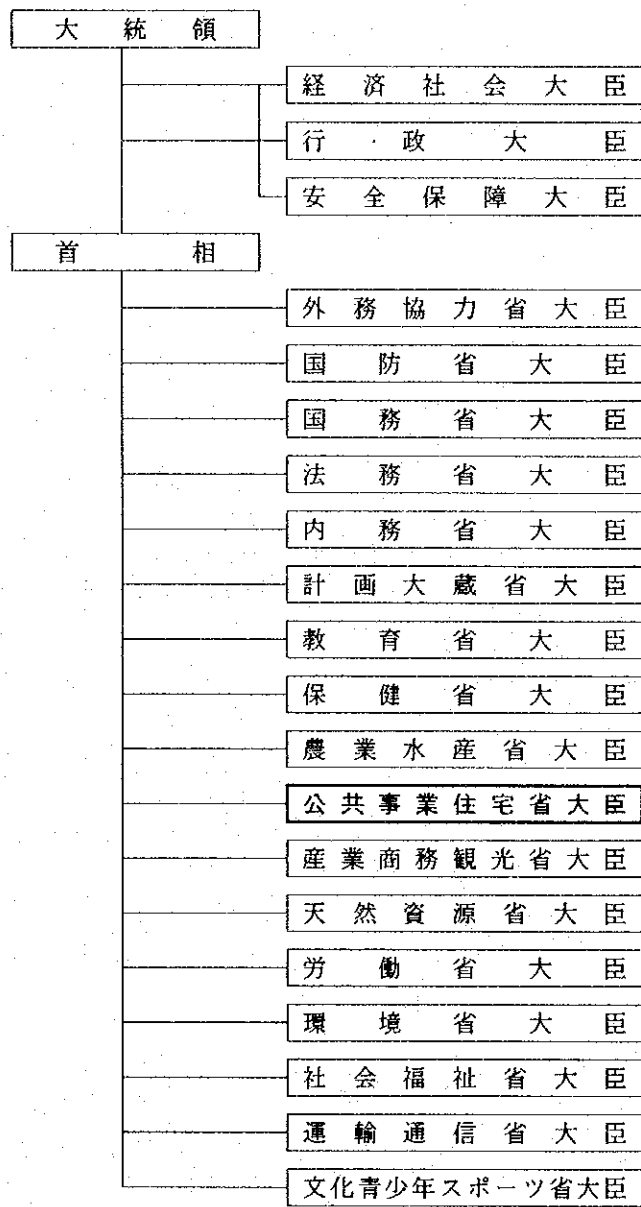 大統領
経済社会大臣
行政大臣
安全保障大臣
首相
外務協力省大臣
国防省大臣
国務省大臣
法務省大臣
内務省大臣
計画大蔵省大臣
教育省大臣
保健省大臣
農業水産省大臣
公共事業住宅省大臣
産業商務観光省大臣
天然資源省大臣
労働省大臣
環境省大臣
社会福祉省大臣
運輸通信省大臣
文化青少年スポーツ省大臣